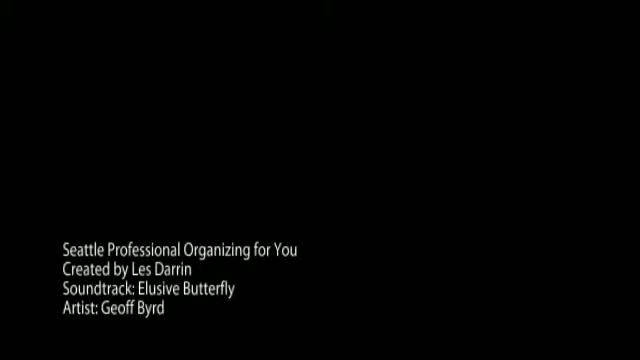 Seattle Professional Organizing for You
Created by Les Darrin
Soundtrack: Elusive Butterfly
Artist: Geoff Byrd